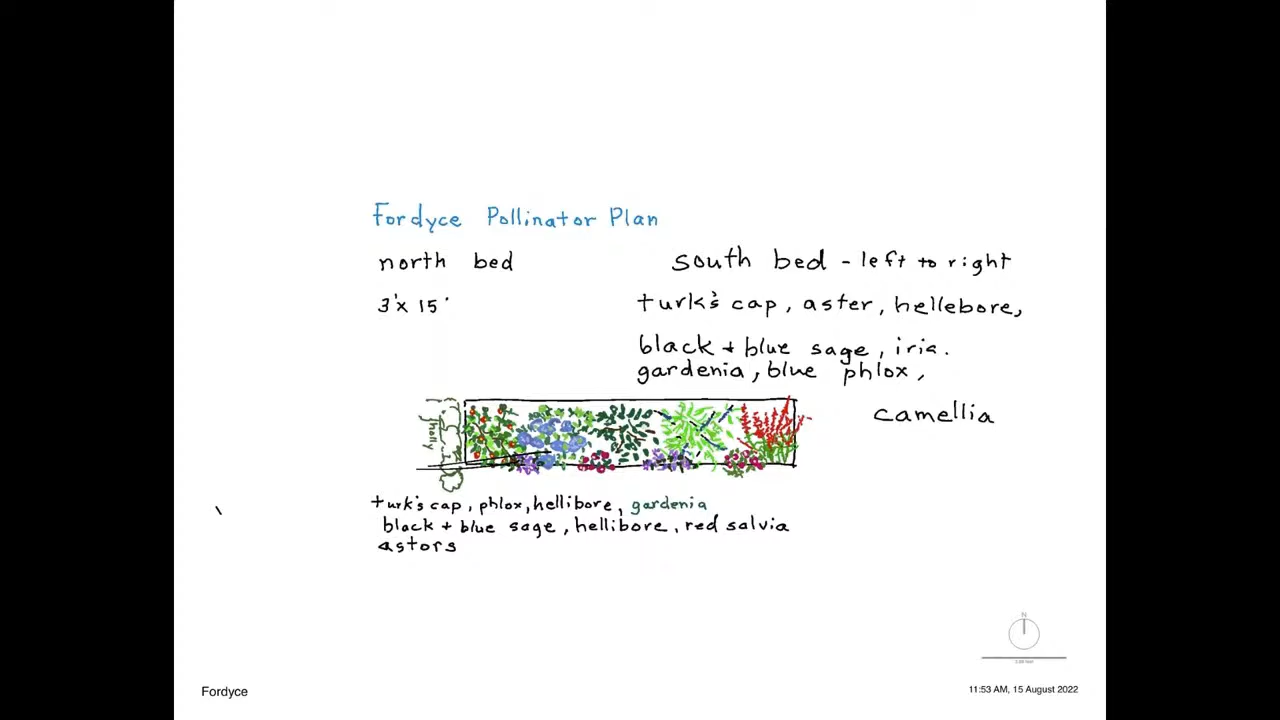 Fordyce Pollinator Plan
north bed
3'x 15'
south bed - left to right
turk's cap, aster, hellebore,
black + blue sage, iris.
gardenia, blue phlox,
camellia
holly
turk's cap, phlox, hellibore, gardenia
black + blue sage, hellibore, red salvia
astors
N
Fordyce
11:53 AM, 15 August 2022